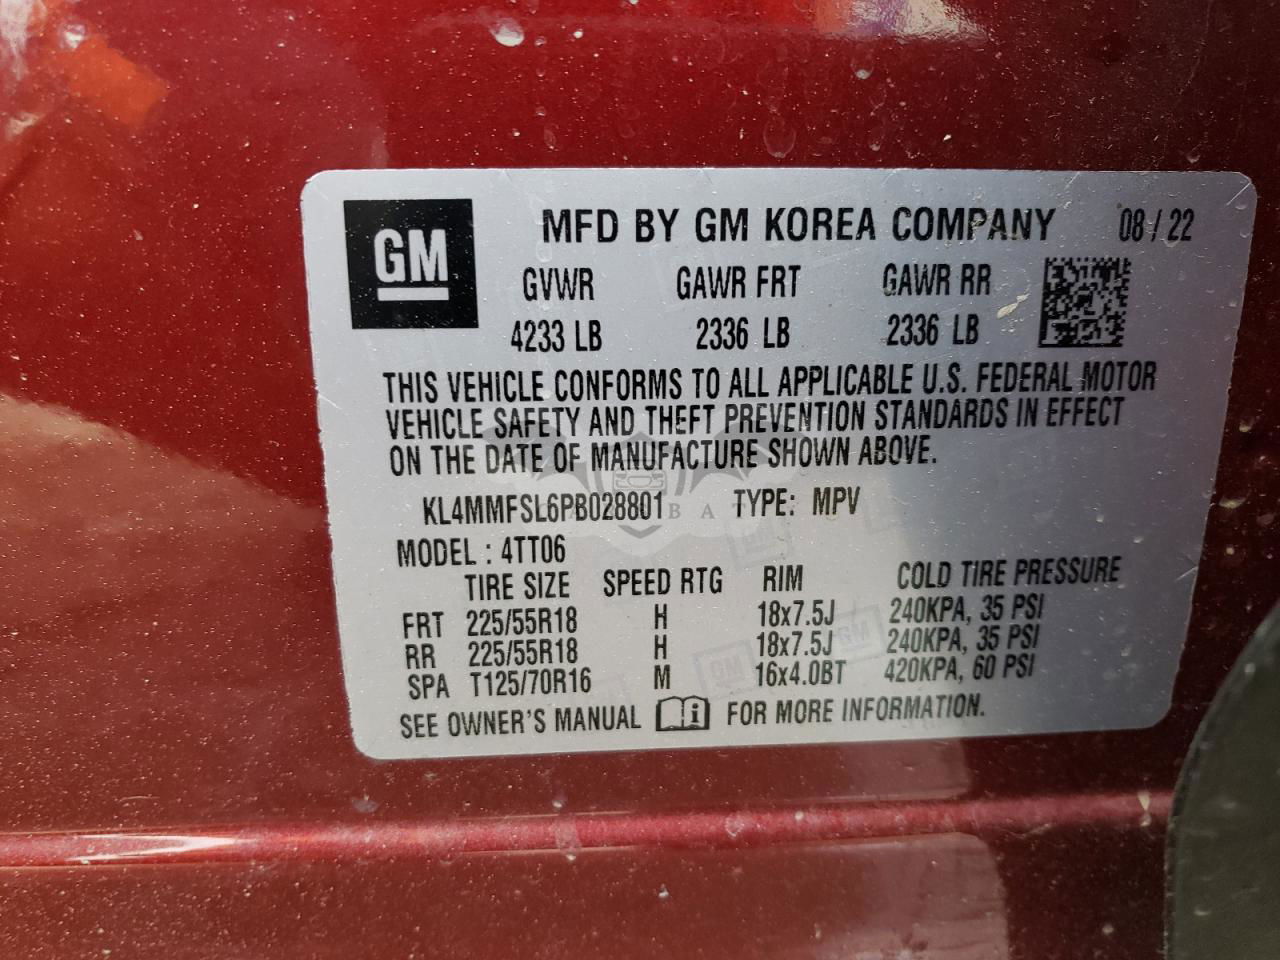 GM
MFD BY GM KOREA COMPANY 08 / 22
GVWR GAWR FRT GAWR RR
4233 LB 2336 LB 2336 LB
THIS VEHICLE CONFORMS TO ALL APPLICABLE U.S. FEDERAL MOTOR
VEHICLE SAFETY AND THEFT PREVENTION STANDARDS IN EFFECT
ON THE DATE OF MANUFACTURE SHOWN ABOVE.
KL4MMFSL6PB028801 TYPE: MPV
MODEL : 4TT06
TIRE SIZE SPEED RTG RIM COLD TIRE PRESSURE
FRT 225/55R18 H 18x7.5J 240KPA, 35 PSI
RR 225/55R18 H 18x7.5J 240KPA, 35 PSI
SPA T125/70R16 M 16x4.0BT 420KPA, 60 PSI
SEE OWNER'S MANUAL FOR MORE INFORMATION.